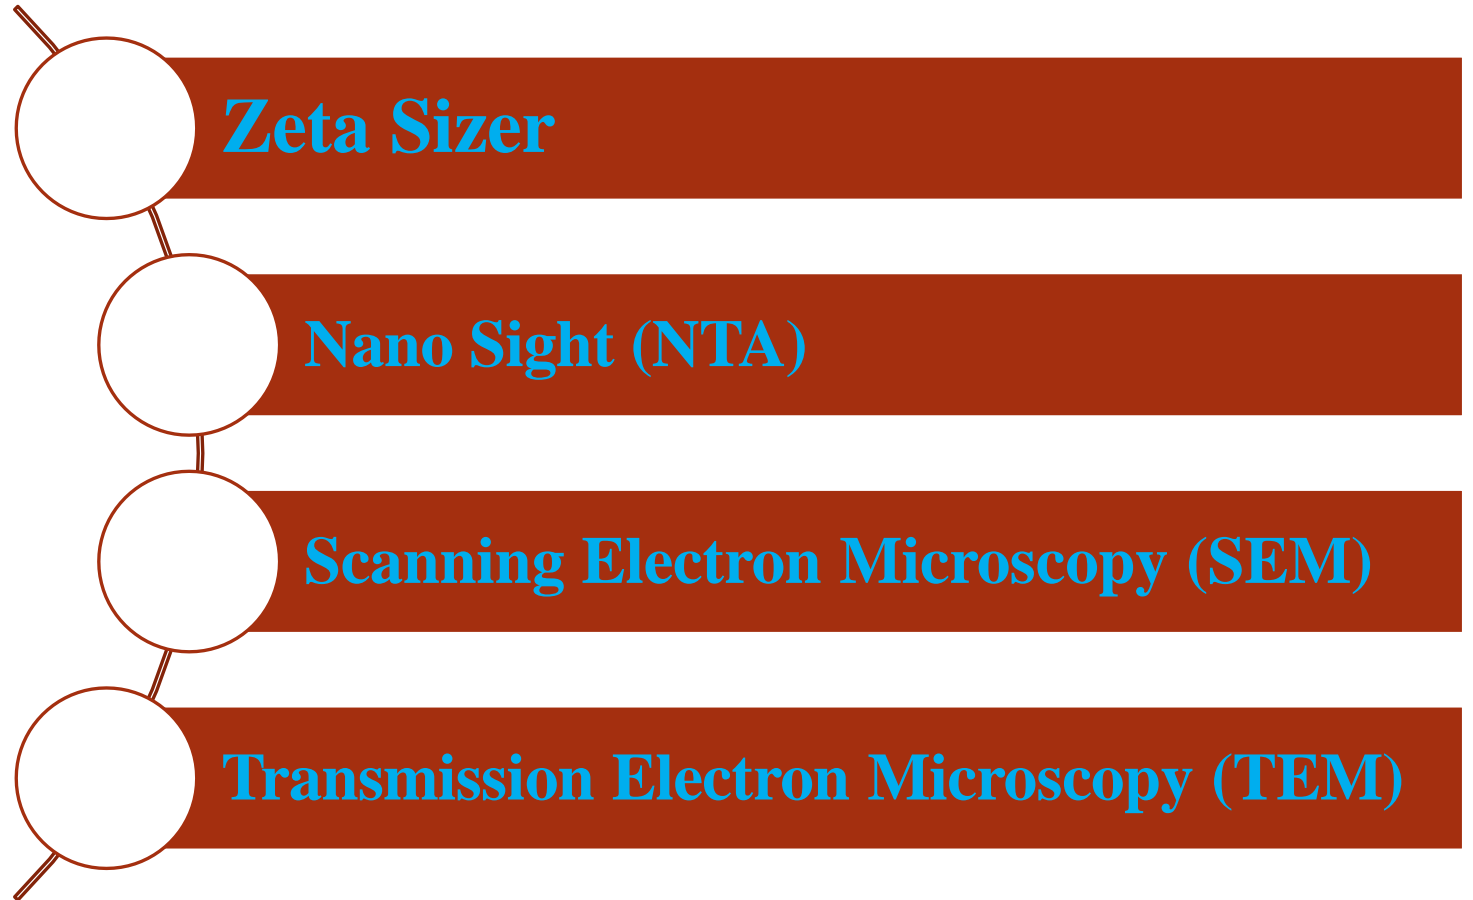 Zeta Sizer
Nano Sight (NTA)
Scanning Electron Microscopy (SEM)
Transmission Electron Microscopy (TEM)